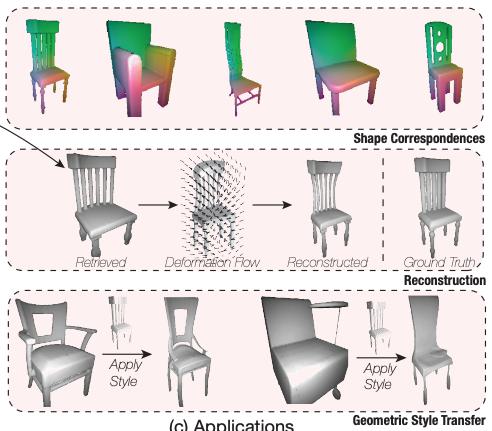 Shape Correspondences
Retrieved
Deformation Flow
Reconstructed
Ground Truth
Reconstruction
Apply
Style
Apply
Style
(c) Applications
Geometric Style Transfer